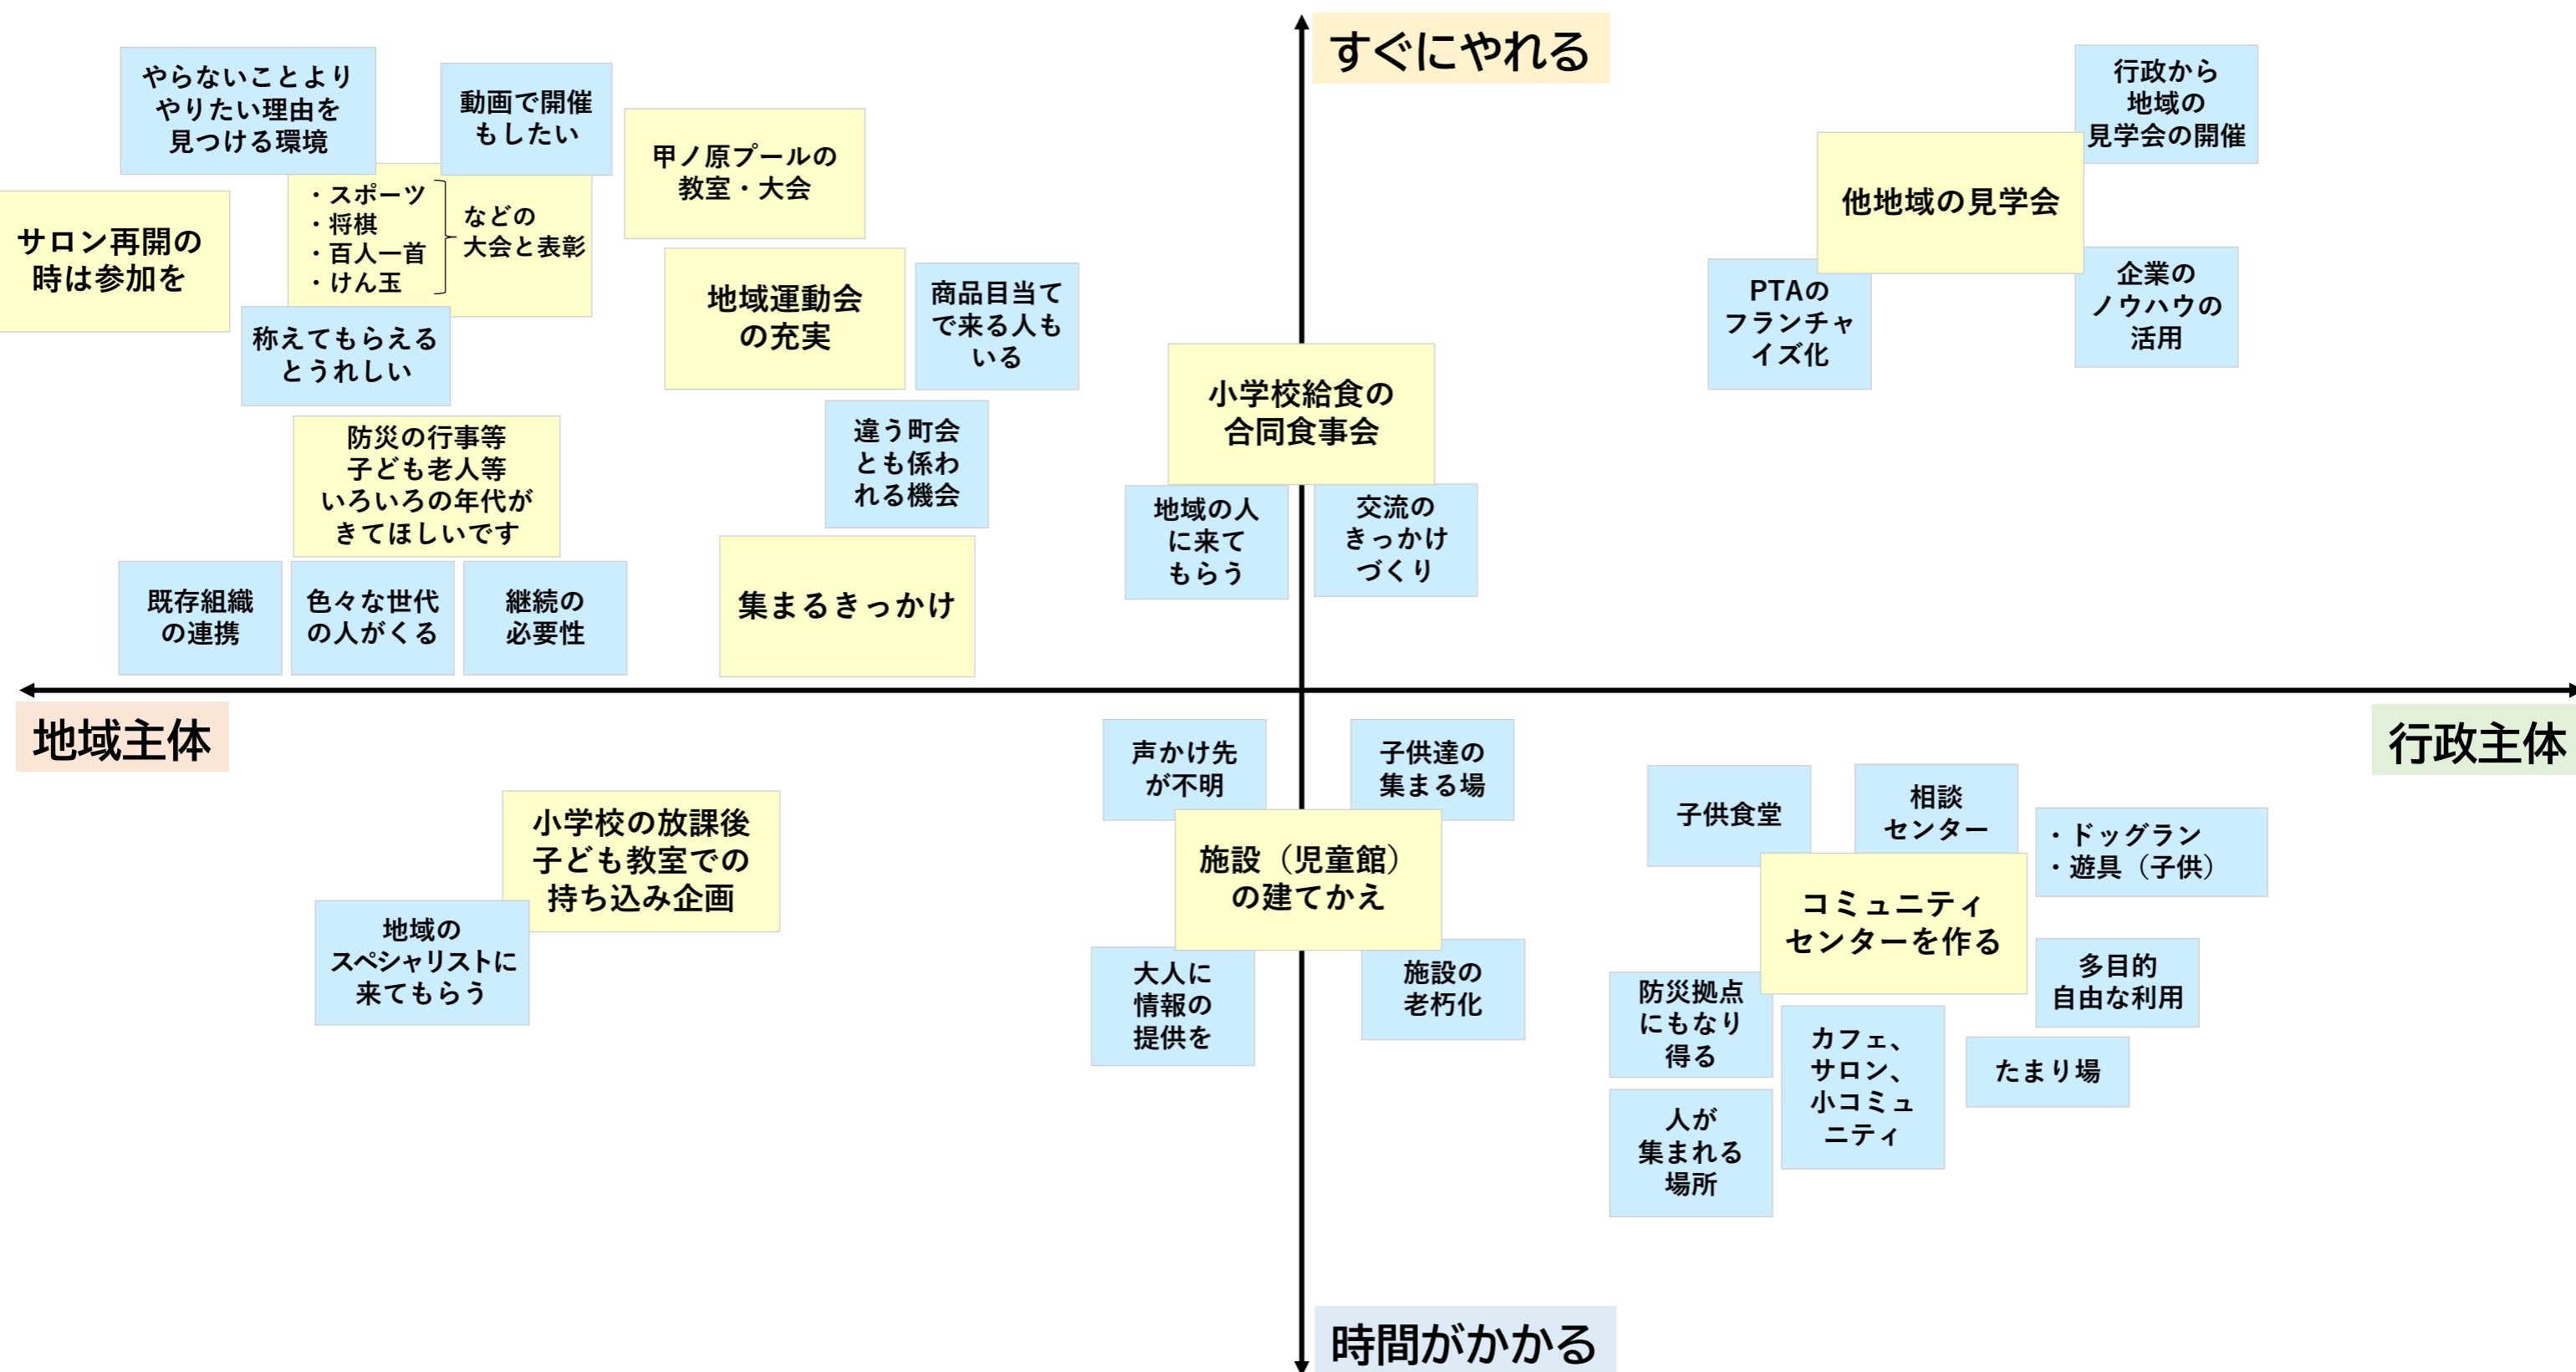 すぐにやれる
やらないことより
やりたい理由を
見つける環境
動画で開催
もしたい
・スポーツ
・将棋
・百人一首
・けん玉
などの
大会と表彰
サロン再開の
時は参加を
称えてもらえる
とうれしい
甲ノ原プールの
教室・大会
地域運動会
の充実
商品目当て
で来る人も
いる
違う町会
とも係わ
れる機会
防災の行事等
子ども老人等
いろいろの年代が
きてほしいです
既存組織
の連携
色々な世代
の人がくる
継続の
必要性
集まるきっかけ
小学校給食の
合同食事会
地域の人
に来て
もらう
交流の
きっかけ
づくり
行政から
地域の
見学会の開催
他地域の見学会
PTAの
フランチャ
イズ化
企業の
ノウハウの
活用
地域主体
行政主体
小学校の放課後
子ども教室での
持ち込み企画
地域の
スペシャリストに
来てもらう
声かけ先
が不明
子供達の
集まる場
施設（児童館）
の建てかえ
大人に
情報の
提供を
施設の
老朽化
子供食堂
相談
センター
・ドッグラン
・遊具（子供）
コミュニティ
センターを作る
多目的
自由な利用
防災拠点
にもなり
得る
カフェ、
サロン、
小コミュ
ニティ
たまり場
人が
集まれる
場所
時間がかかる